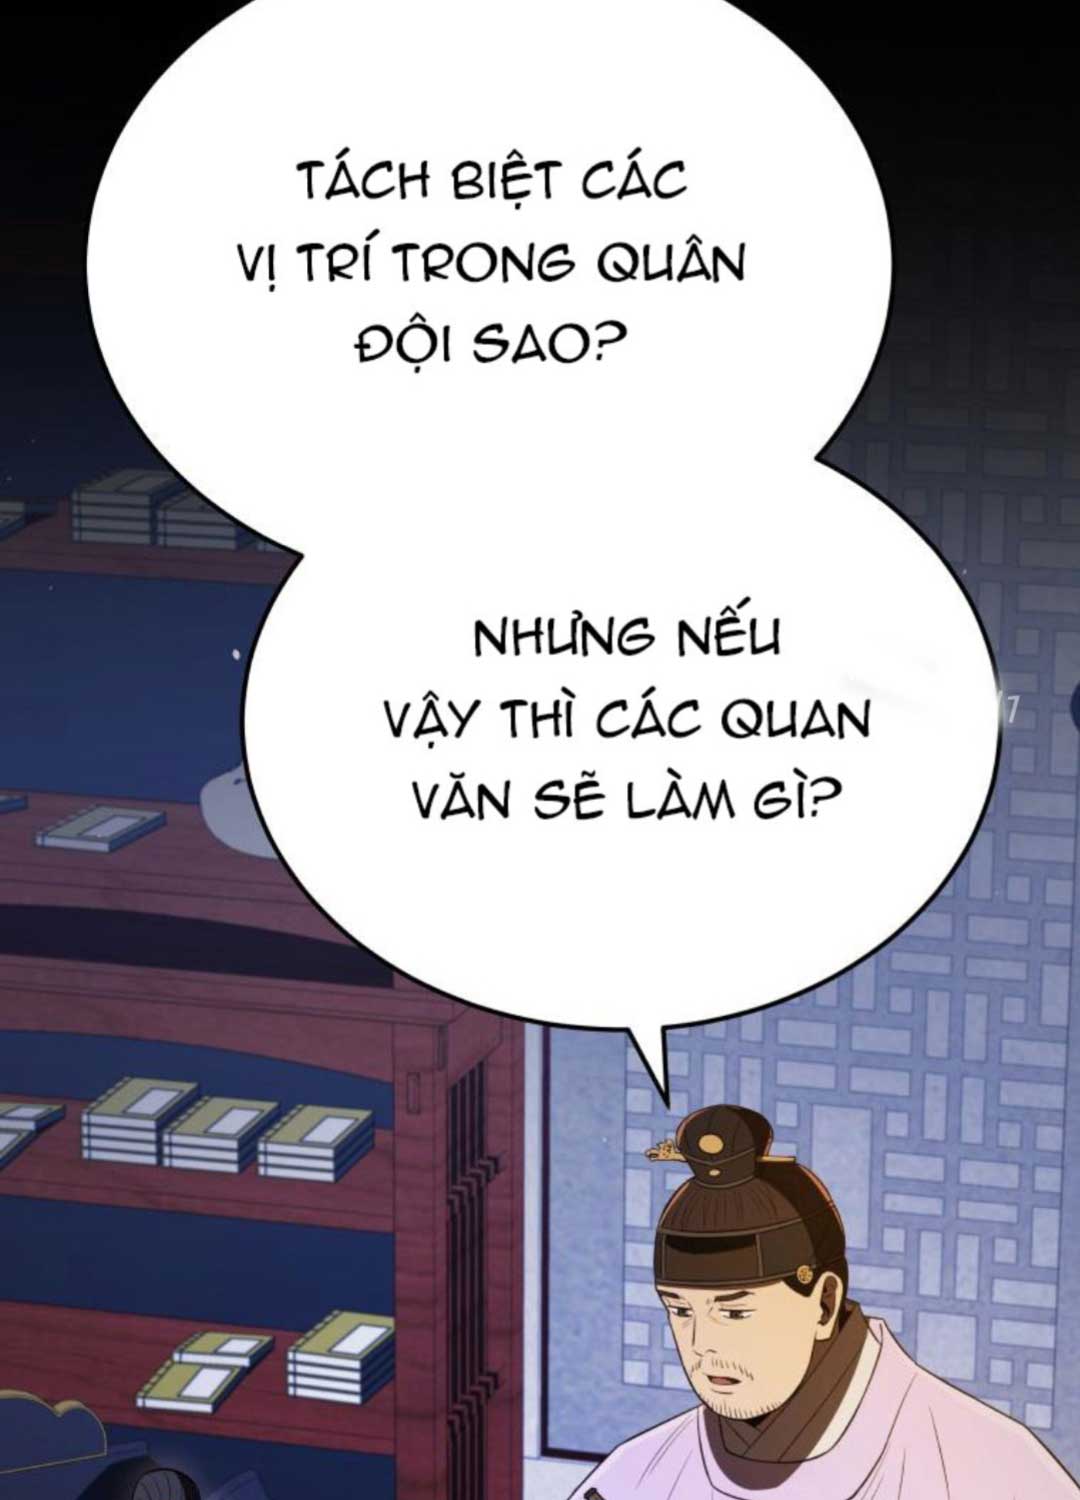 TÁCH BIỆT CÁC
VỊ TRÍ TRONG QUÂN
ĐỘI SAO?
NHƯNG NẾU
VẬY THÌ CÁC QUAN
VĂN SẼ LÀM GÌ?